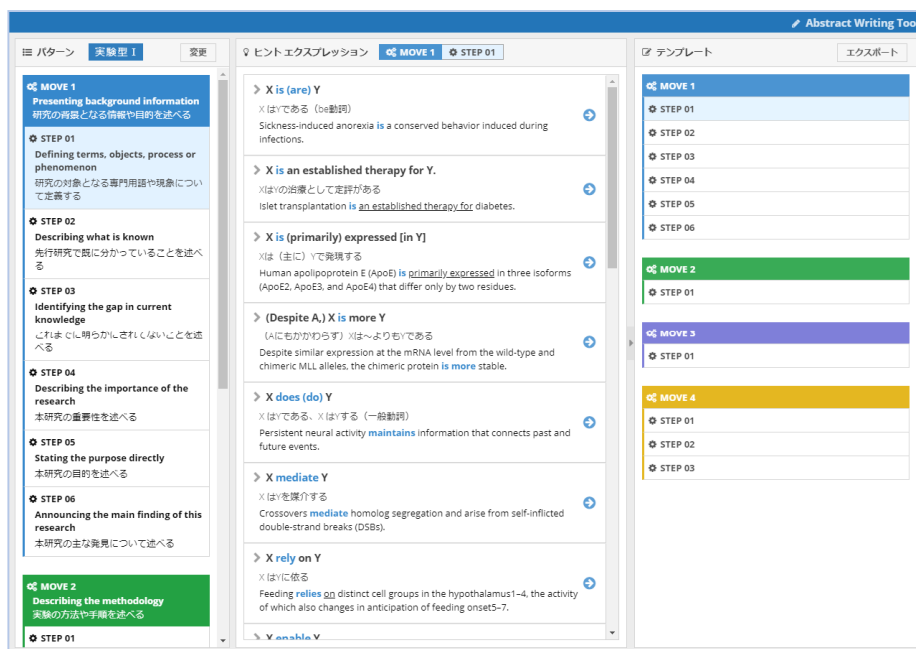 Abstract Writing Too
パターン 実験型 I 変更
MOVE 1
Presenting background information
研究の背景となる情報や目的を述べる
STEP 01
Defining terms, objects, process or
phenomenon
研究の対象となる専門用語や現象につい
て定義する
STEP 02
Describing what is known
先行研究で既に分かっていることを述べ
る
STEP 03
Identifying the gap in current
knowledge
これまでに明らかにされてないことを述
べる
STEP 04
Describing the importance of the
research
本研究の重要性を述べる
STEP 05
Stating the purpose directly
本研究の目的を述べる
STEP 06
Announcing the main finding of this
research
本研究の主な発見について述べる
MOVE 2
Describing the methodology
実験の方法や手順を述べる
STEP 01
ヒントエクスプレッション MOVE 1 STEP 01
X is (are) Y
X はYである（be動詞）
Sickness-induced anorexia is a conserved behavior induced during
infections.
X is an established therapy for Y.
XはYの治療として定評がある
Islet transplantation is an established therapy for diabetes.
X is (primarily) expressed [in Y]
Xは（主に）Yで発現する
Human apolipoprotein E (ApoE) is primarily expressed in three isoforms
(ApoE2, ApoE3, and ApoE4) that differ only by two residues.
(Despite A,) X is more Y
（Aにもかかわらず）Xは～よりもYである
Despite similar expression at the mRNA level from the wild-type and
chimeric MLL alleles, the chimeric protein is more stable.
X does (do) Y
X はYである、X はYする（一般動詞）
Persistent neural activity maintains information that connects past and
future events.
X mediate Y
X はYを媒介する
Crossovers mediate homolog segregation and arise from self-inflicted
double-strand breaks (DSBs).
X rely on Y
X はYに依る
Feeding relies on distinct cell groups in the hypothalamus1–4, the activity
of which also changes in anticipation of feeding onset5–7.
X enable Y
テンプレート エクスポート
MOVE 1
STEP 01
STEP 02
STEP 03
STEP 04
STEP 05
STEP 06
MOVE 2
STEP 01
MOVE 3
STEP 01
MOVE 4
STEP 01
STEP 02
STEP 03